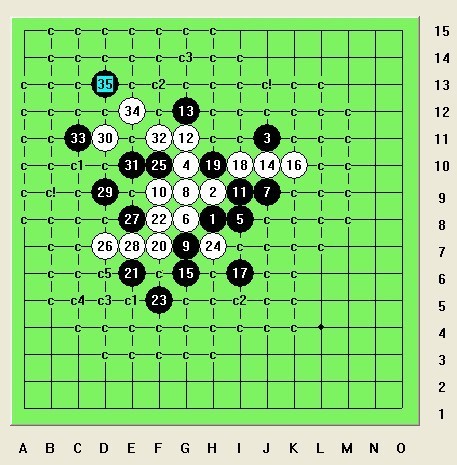 c c c c c c c 15
c c c c c c3 c c 14
c c c 35 c c2 c c c c! c c 13
c c c c 34 c 13 c c c c c c 12
c c 33 30 c 32 12 c c 3 c c c 11
c c c1 c 31 25 4 19 18 14 16 c c 10
c c! c 29 c 10 8 2 11 7 c c c 9
c c c c 27 22 6 1 5 c c c c 8
c c 26 28 20 9 24 c c c c 7
c c c5 21 c 15 c 17 c c 6
c c4 c3 c1 23 c c c2 c c 5
c c c c c c c c c 4
c c c c c 3
2
1
A B C D E F G H I J K L M N O